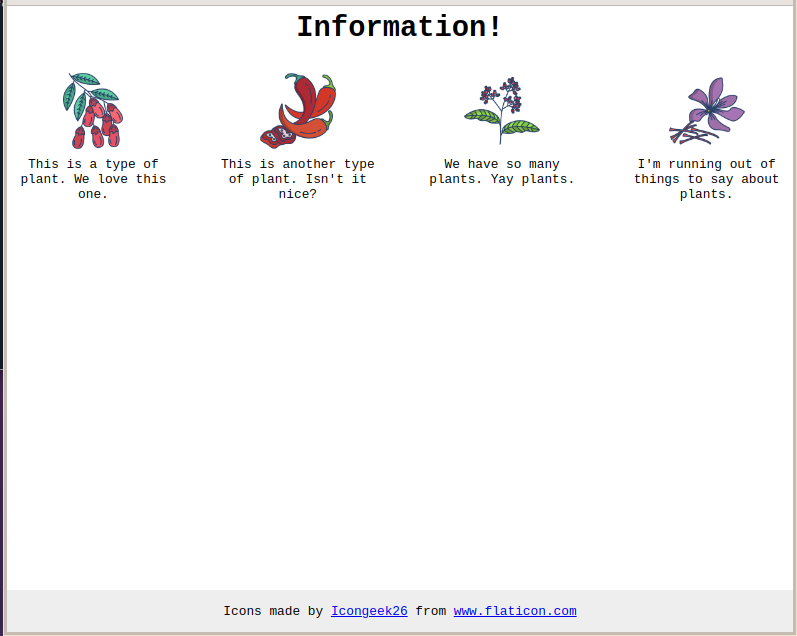 Information!
This is a type of
plant. We love this
one.
This is another type
of plant. Isn't it
nice?
We have so many
plants. Yay plants.
I'm running out of
things to say about
plants.
Icons made by Icongeek26 from www.flaticon.com